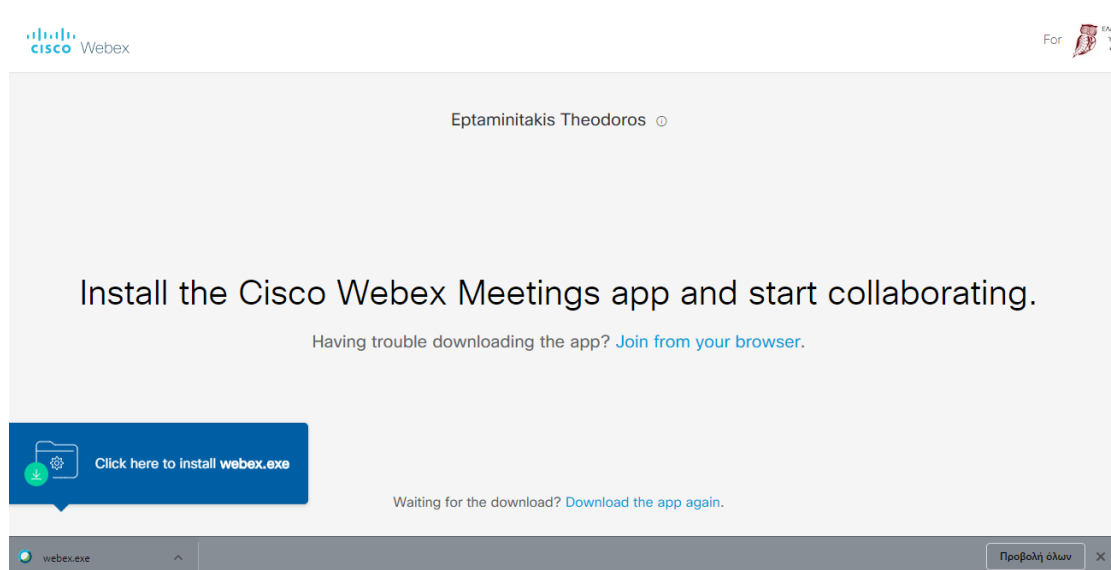 cisco Webex
For
Eptaminitakis Theodoros
Install the Cisco Webex Meetings app and start collaborating.
Having trouble downloading the app? Join from your browser.
Click here to install webex.exe
Waiting for the download? Download the app again.
webex.exe
Προβολή όλων